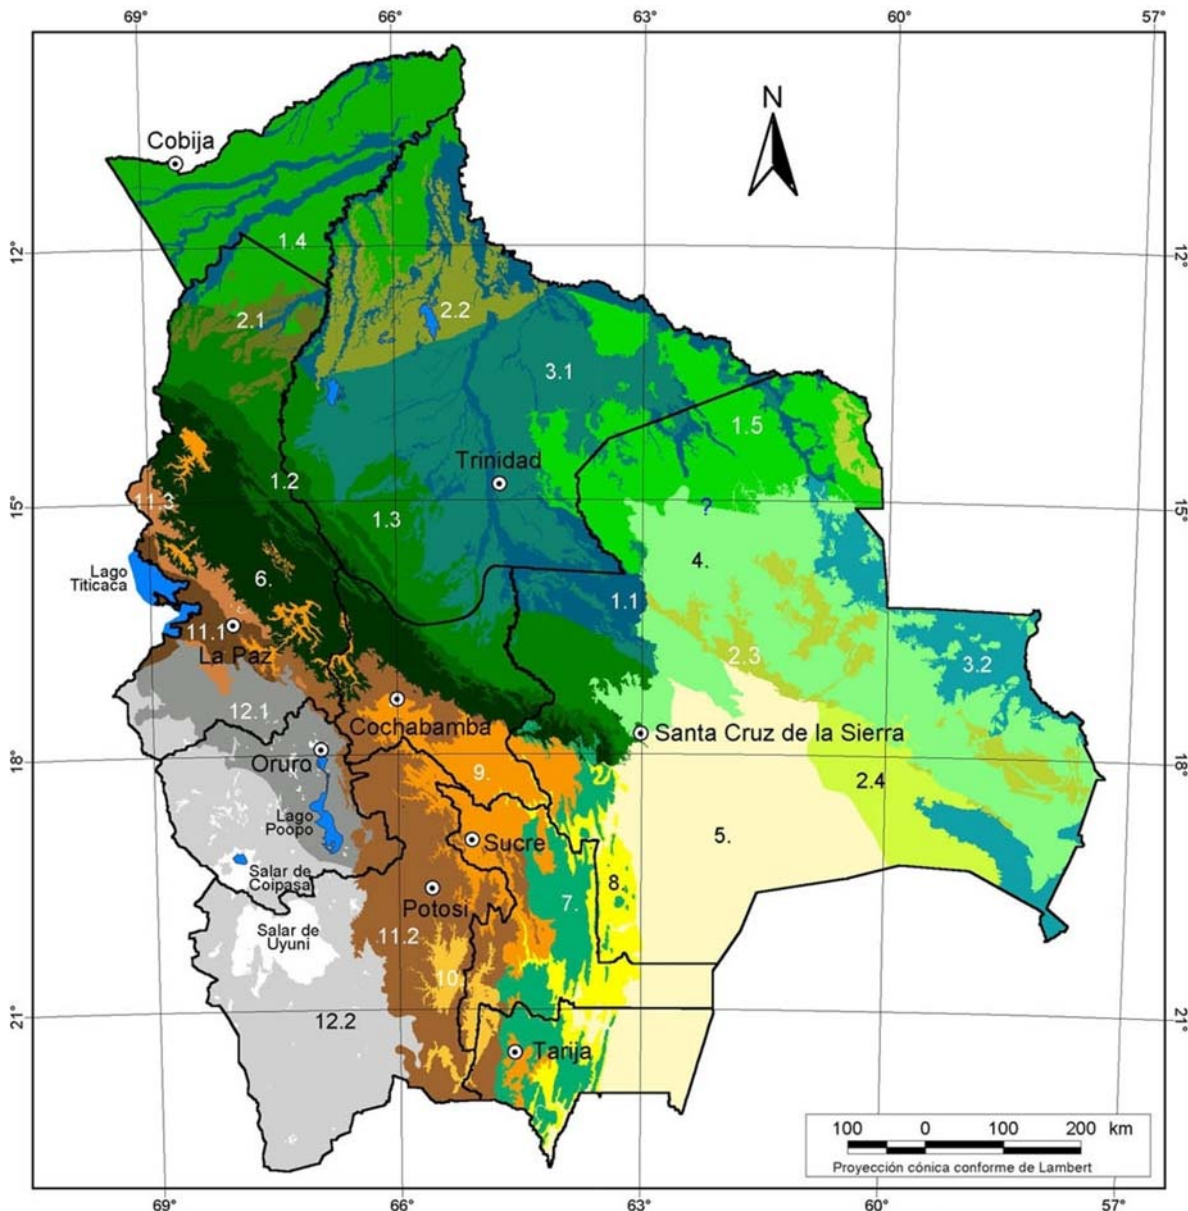 69°
66°
63°
60°
57°
N
Cobija
12°
1.4
12°
2.1
2.2
3.1
1.5
Trinidad
1.2
15°
11.3
1.3
?
15°
4.
Lago
Titicaca
6.
1.1
11.1
La Paz
2.3
3.2
12.1
Cochabamba
Santa Cruz de la Sierra
18°
Oruro
9.
2.4
18°
Lago
Poopo
Sucre
5.
Salar de
Coipasa
8.
7.
Potosi
Salar de
Uyuni
11.2
10.
21°
12.2
21°
Tarija
100 0 100 200 km
Proyección cónica conforme de Lambert
69°
66°
63°
60°
57°